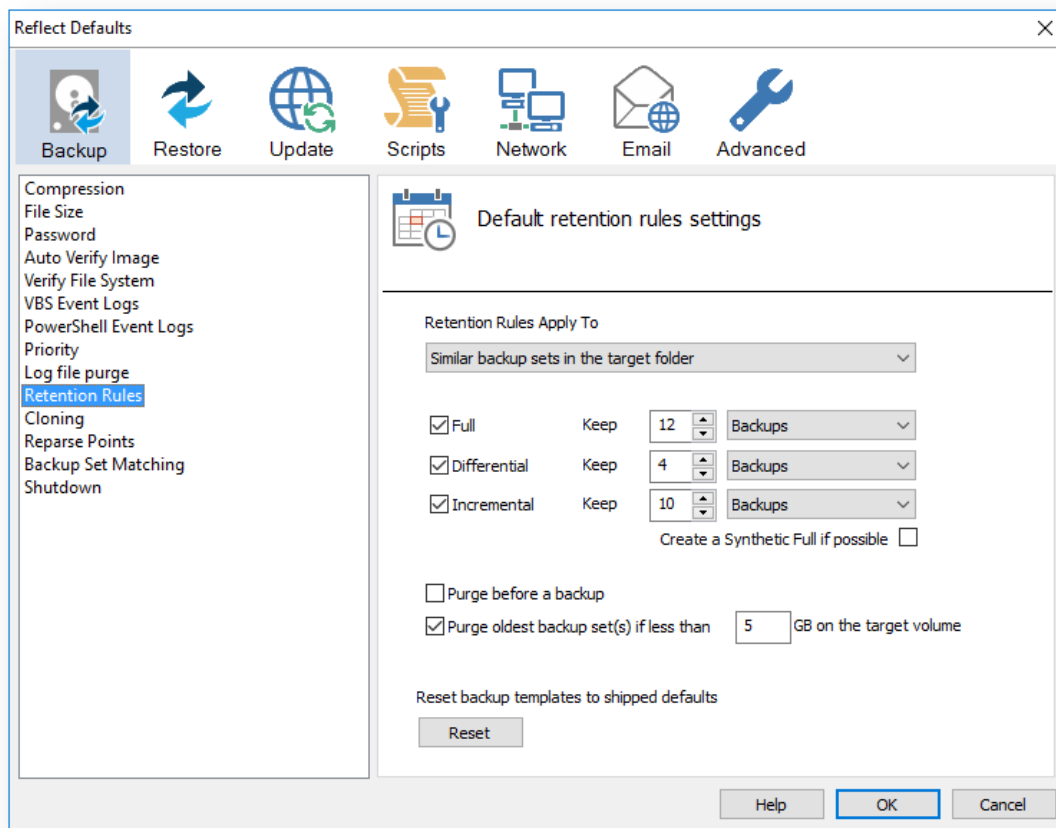 Reflect Defaults
Backup Restore Update Scripts Network Email Advanced
Compression
File Size
Password
Auto Verify Image
Verify File System
VBS Event Logs
PowerShell Event Logs
Priority
Log file purge
Retention Rules
Cloning
Reparse Points
Backup Set Matching
Shutdown
Default retention rules settings
Retention Rules Apply To
Similar backup sets in the target folder
Full Keep 12 Backups
Differential Keep 4 Backups
Incremental Keep 10 Backups
Create a Synthetic Full if possible
Purge before a backup
Purge oldest backup set(s) if less than 5 GB on the target volume
Reset backup templates to shipped defaults
Reset
Help OK Cancel